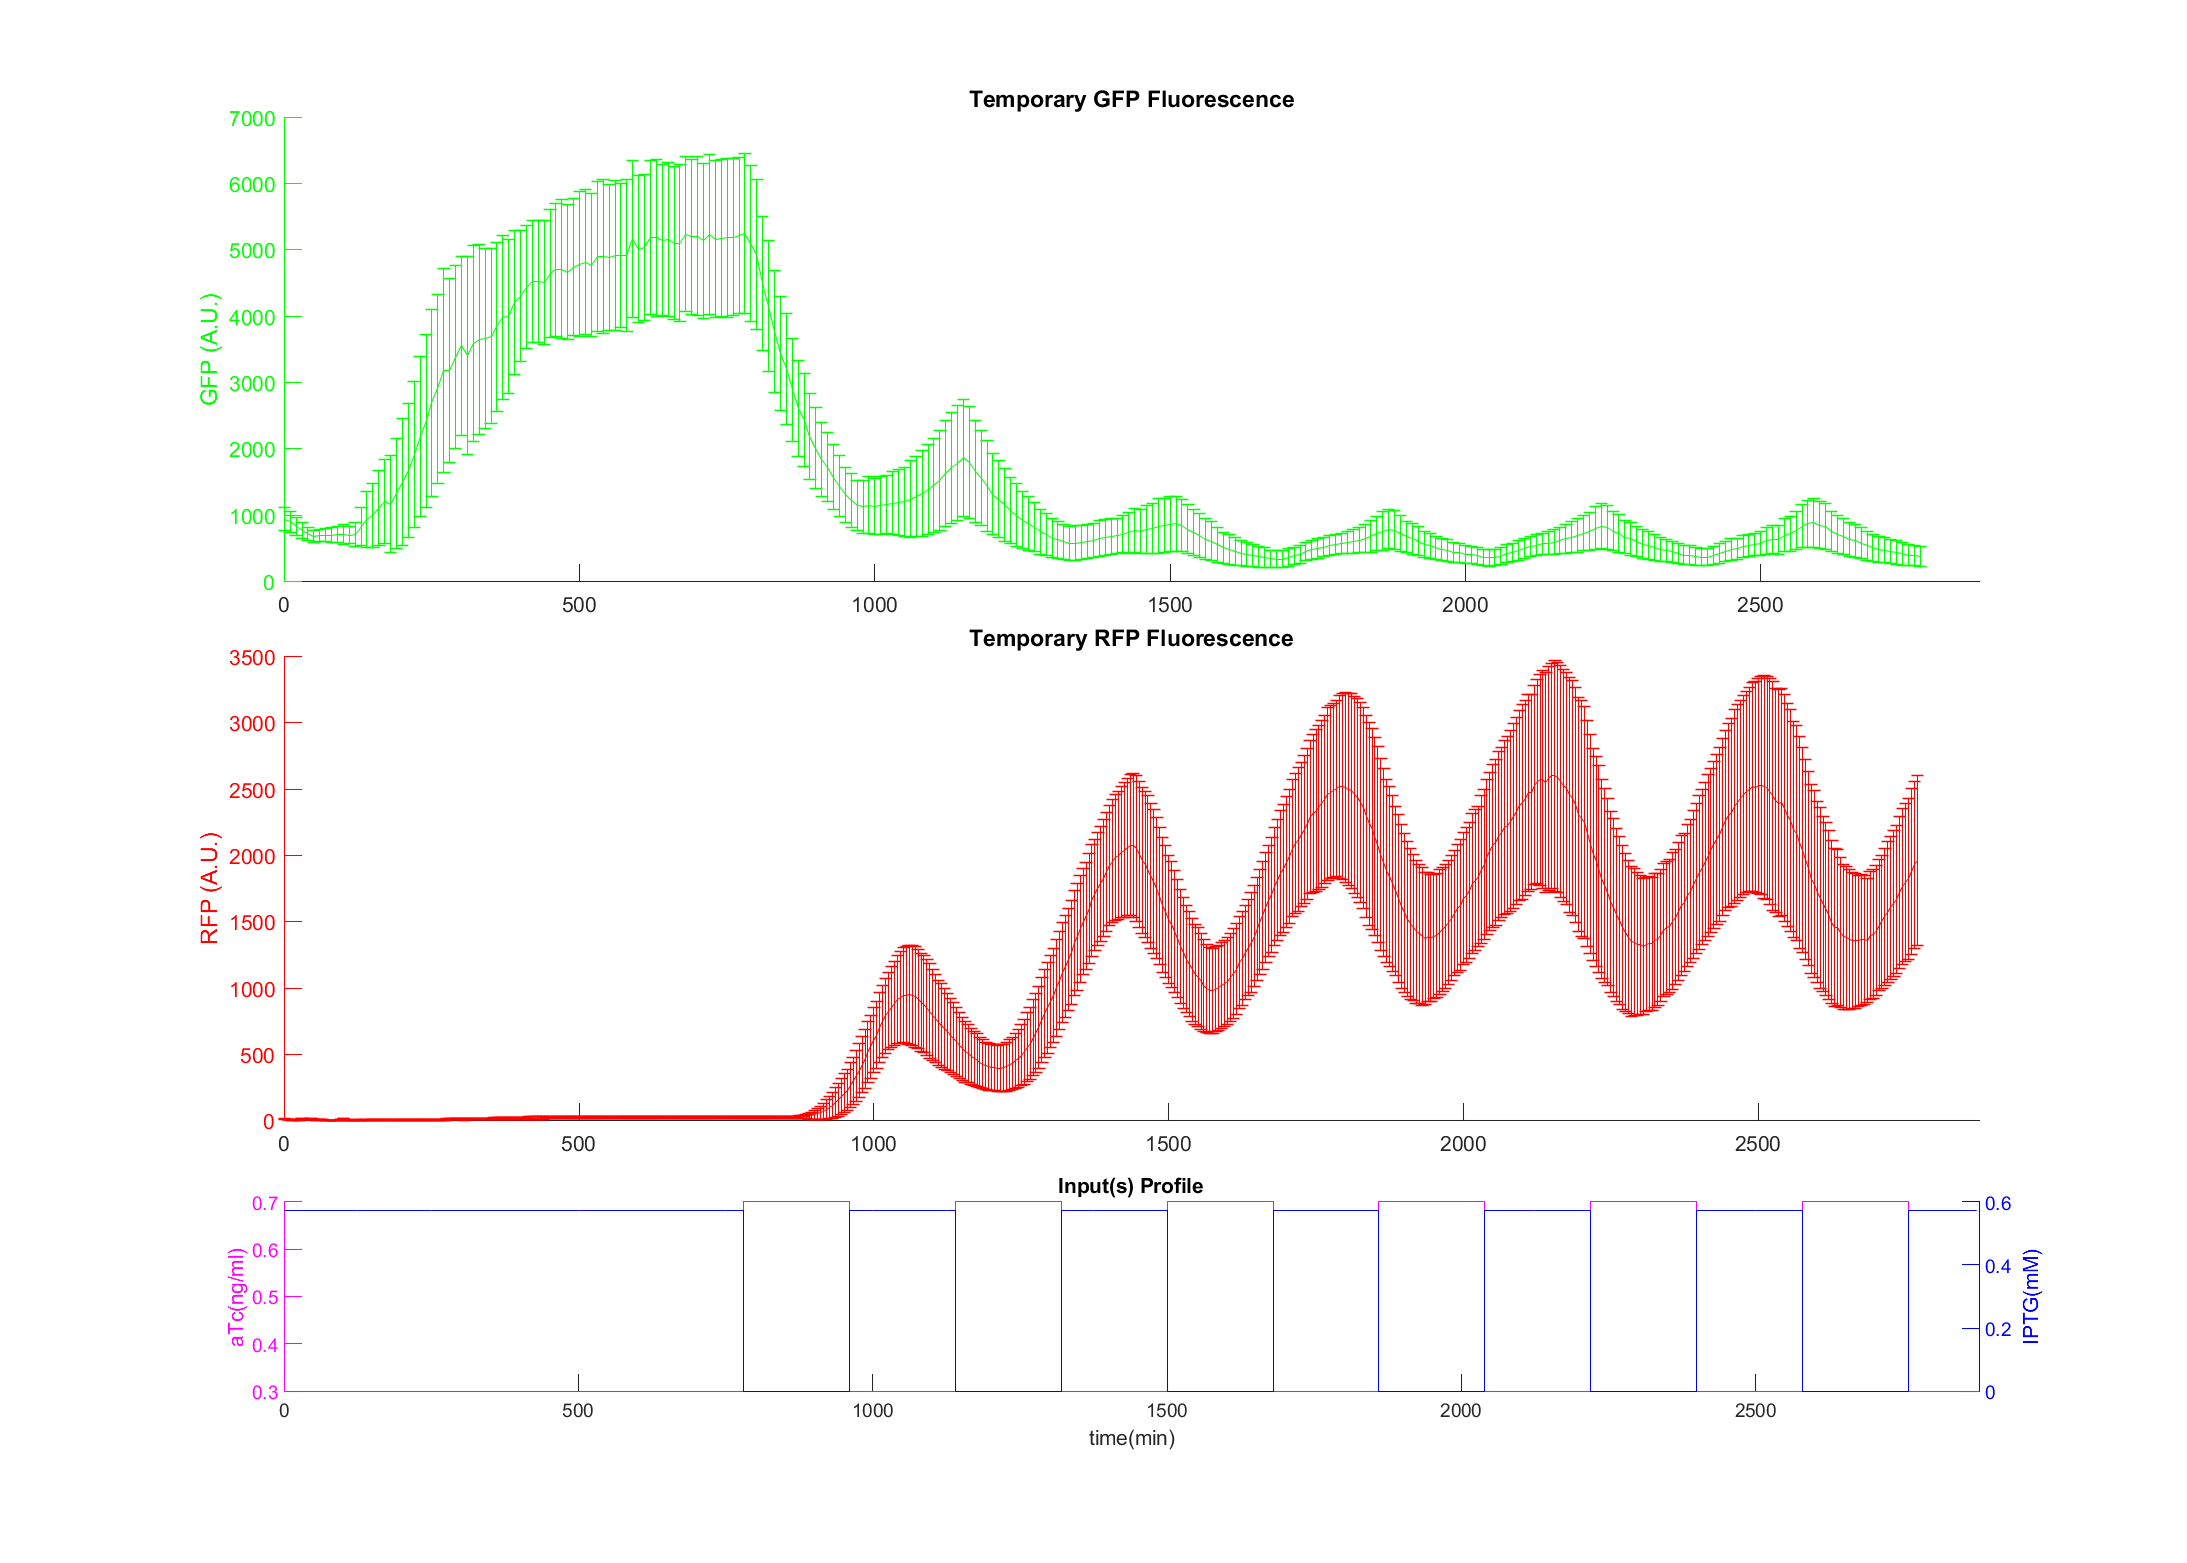 Temporary GFP Fluorescence
7000
6000
5000
4000
3000
2000
1000
0
GFP (A.U.)
0 500 1000 1500 2000 2500
Temporary RFP Fluorescence
3500
3000
2500
2000
1500
1000
500
0
RFP (A.U.)
0 500 1000 1500 2000 2500
Input(s) Profile
0.7
0.6
0.5
0.4
0.3
aTc(ng/ml)
0.6
0.4
0.2
0
IPTG(mM)
0 500 1000 1500 2000 2500
time(min)